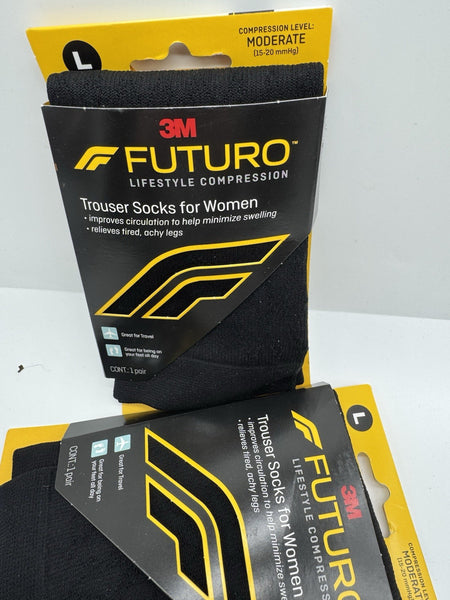 L
COMPRESSION LEVEL:
MODERATE
(15-20 mmHg)
3M
FUTURO™
LIFESTYLE COMPRESSION
Trouser Socks for Women
• improves circulation to help minimize swelling
• relieves tired, achy legs
Great for Travel
Great for being on
your feet all day
CONT.: 1 pair
L
COMPRESSION LEVEL:
MODERATE
(15-20 mmHg)
3M
FUTURO
LIFESTYLE COMPRESS
Trouser Socks for Women
• improves circulation to help minimize swe
• relieves tired, achy legs
Great for Travel
Great for being on
your feet all day
CONT.: 1 pair